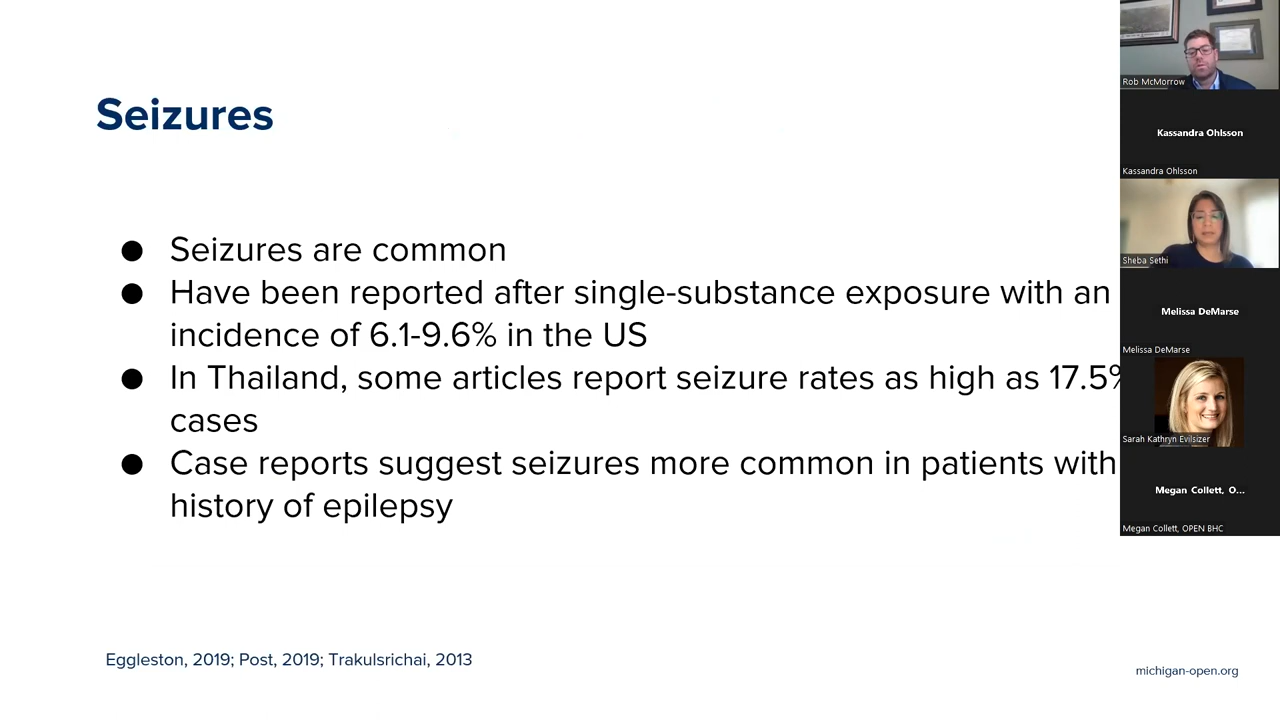 Seizures
● Seizures are common
● Have been reported after single-substance exposure with an
incidence of 6.1-9.6% in the US
● In Thailand, some articles report seizure rates as high as 17.5%
cases
● Case reports suggest seizures more common in patients with
history of epilepsy
Eggleston, 2019; Post, 2019; Trakulsrichai, 2013
michigan-open.org
Rob McMorrow
Kassandra Ohlsson
Kassandra Ohlsson
Sheba Sethi
Melissa DeMarse
Melissa DeMarse
Sarah Kathryn Evilsizer
Megan Collett, O...
Megan Collett, OPEN BHC